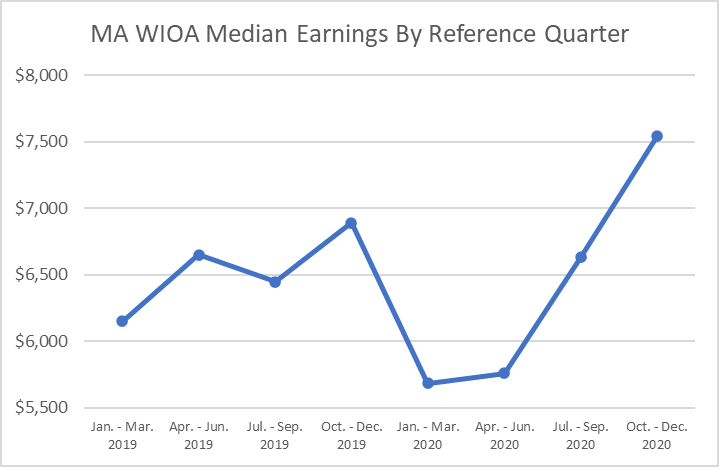 MA WIOA Median Earnings By Reference Quarter
$8,000
$7,500
$7,000
$6,500
$6,000
$5,500
Jan. - Mar. Apr. - Jun. Jul. - Sep. Oct. - Dec. Jan. - Mar. Apr. - Jun. Jul. - Sep. Oct. - Dec.
2019 2019 2019 2019 2020 2020 2020 2020